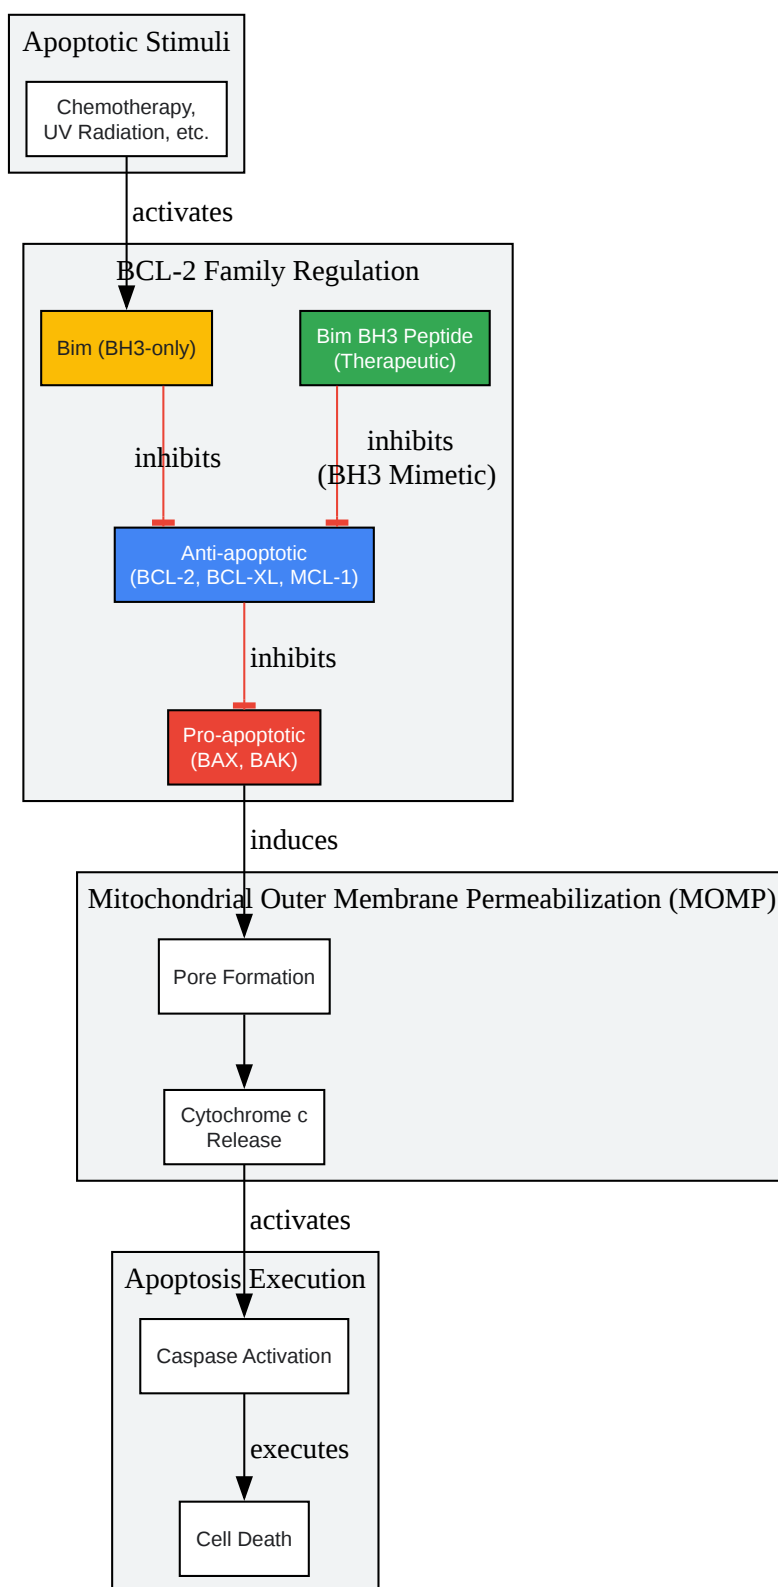 Apoptotic Stimuli
Chemotherapy,
UV Radiation, etc.
activates
BCL-2 Family Regulation
Bim (BH3-only)
Bim BH3 Peptide
(Therapeutic)
inhibits
inhibits
(BH3 Mimetic)
Anti-apoptotic
(BCL-2, BCL-XL, MCL-1)
inhibits
Pro-apoptotic
(BAX, BAK)
induces
Mitochondrial Outer Membrane Permeabilization (MOMP)
Pore Formation
Cytochrome c
Release
activates
Apoptosis Execution
Caspase Activation
executes
Cell Death